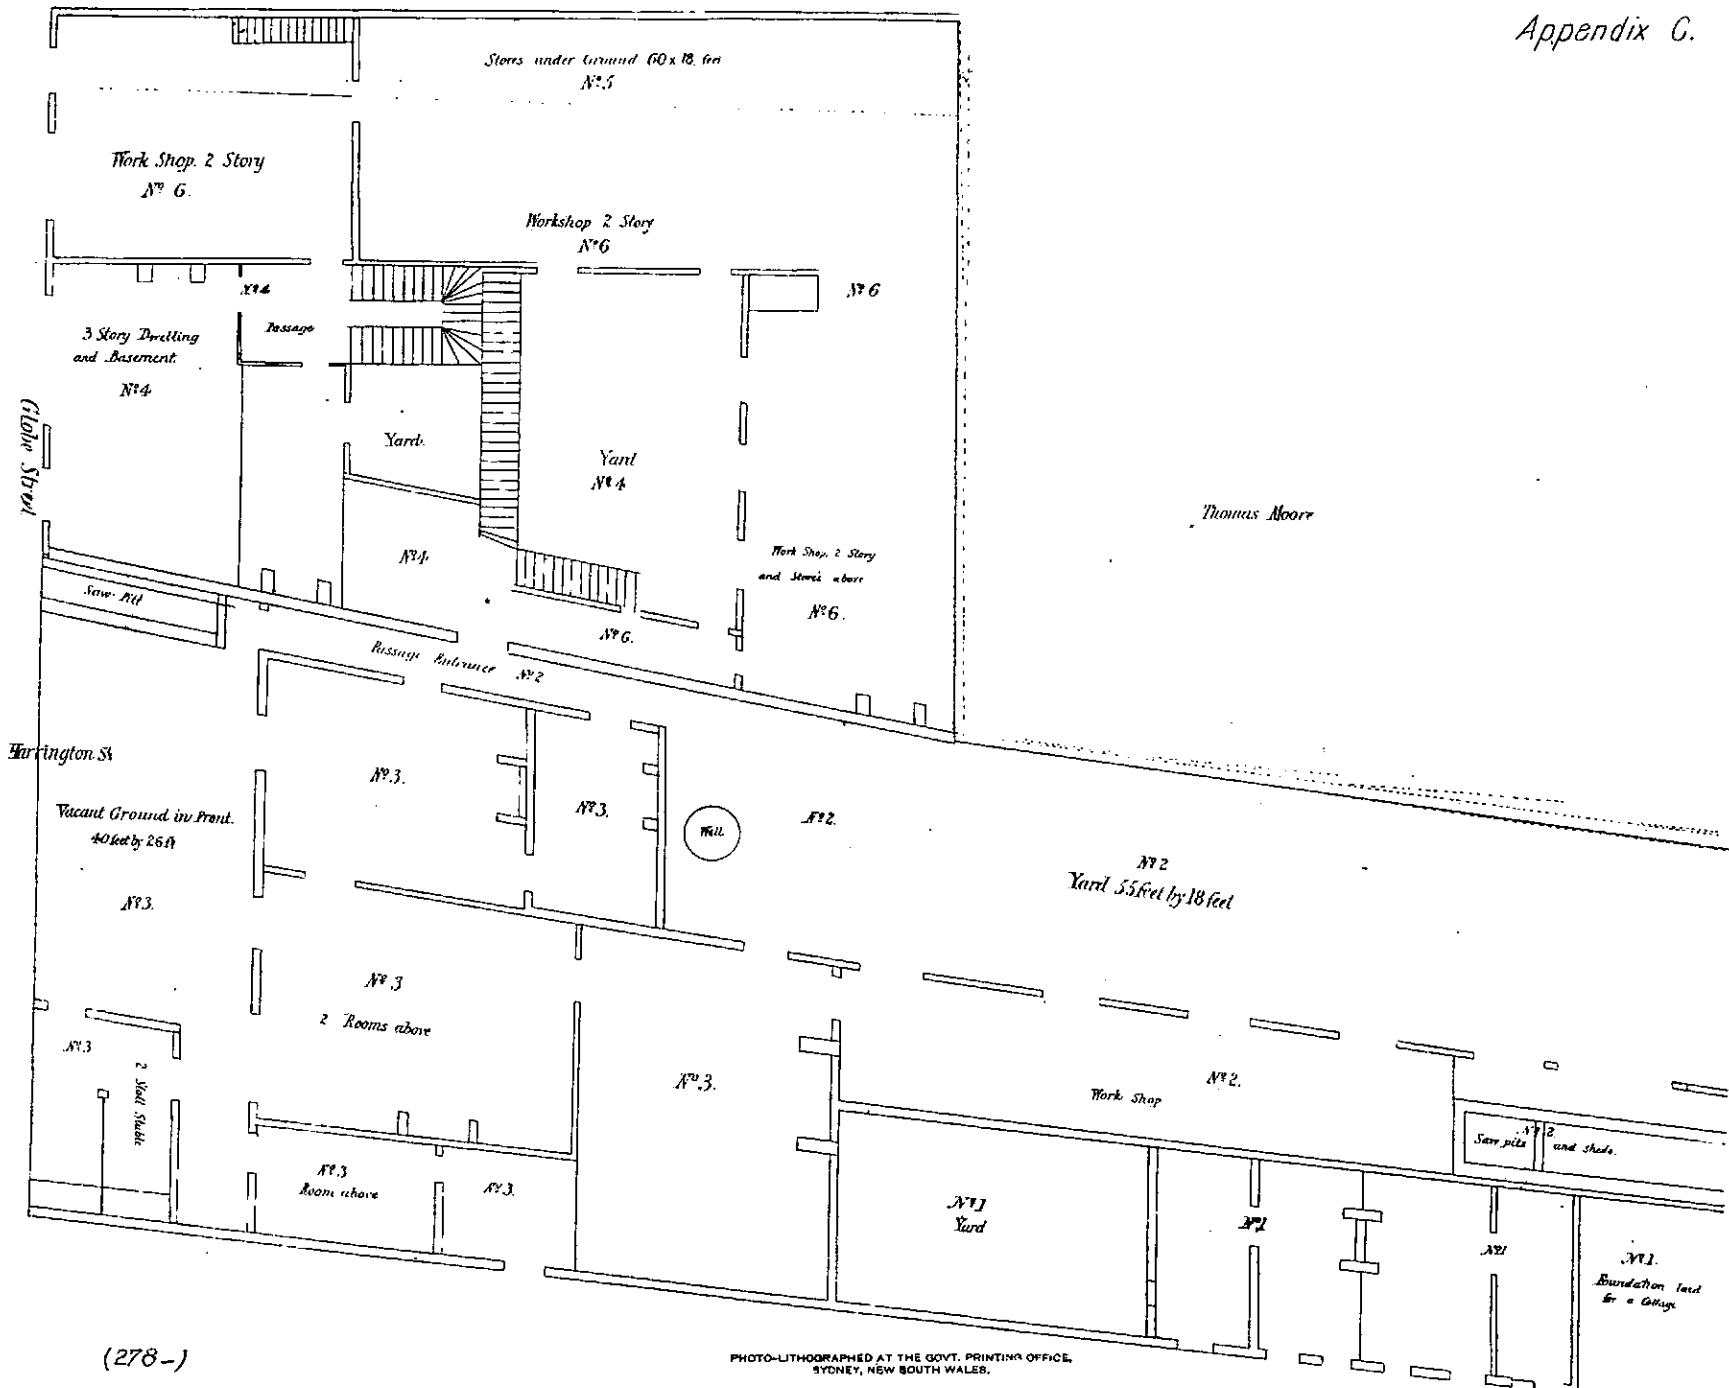 Appendix C.
Stores under Ground 60 x 18. feet
Nº 5
Work Shop. 2 Story
Nº 6.
Workshop 2 Story
Nº 6
Nº 6
Nº 4
Passage
3 Story Dwelling
and Basement.
Nº 4
Globe Street
Yard.
Yard
Nº 4
Nº 4
Thomas Moore
Work Shop, 2 Story
and Stores above
Nº 6.
Nº 6.
Saw Pitt
Passage Entrance Nº 2
Harrington St
Nº 3.
Nº 3.
Well
Nº 2.
Vacant Ground in Front.
40 feet by 26 ft
Nº 3.
Nº 2
Yard 55 feet by 18 feet
Nº 3
2 Rooms above
Nº 3
2 Stall Stable
Nº 3.
Nº 2.
Work Shop
Nº 2.
Saw pits and sheds.
Nº 3
Room above
Nº 3.
Nº 1
Yard
Nº 1
Nº 1
Nº 1.
Foundation laid
for a Cottage
(278-)
PHOTO-LITHOGRAPHED AT THE GOVT. PRINTING OFFICE,
SYDNEY, NEW SOUTH WALES.